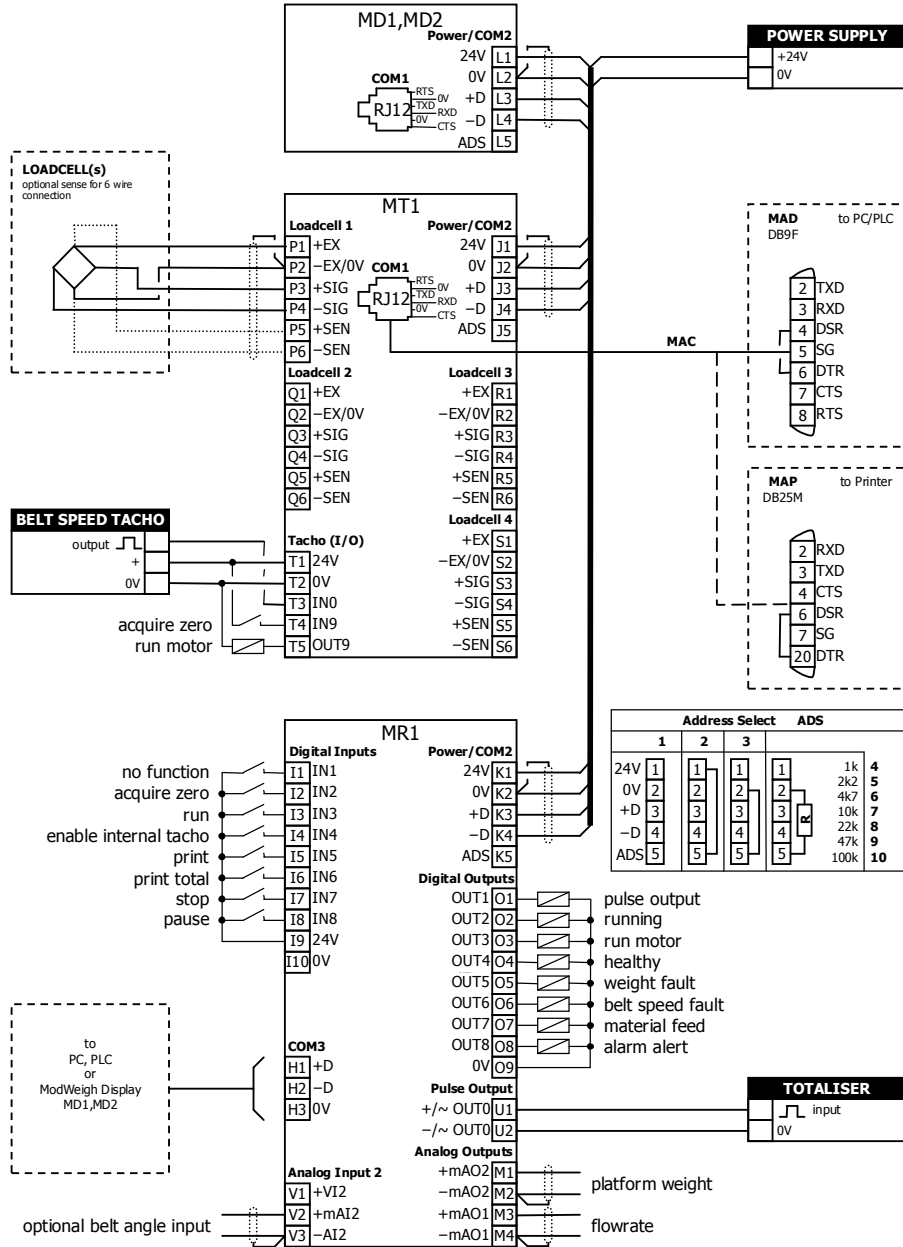 MD1,MD2
Power/COM2
24V L1
0V L2
+D L3
−D L4
ADS L5
COM1
RJ12
RTS
0V
TXD
RXD
0V
CTS
POWER SUPPLY
+24V
0V
LOADCELL(s)
optional sense for 6 wire
connection
MT1
Loadcell 1
P1 +EX
P2 −EX/0V
P3 +SIG
P4 −SIG
P5 +SEN
P6 −SEN
COM1
RJ12
RTS
0V
TXD
RXD
0V
CTS
Power/COM2
24V J1
0V J2
+D J3
−D J4
ADS J5
MAC
Loadcell 2
Q1 +EX
Q2 −EX/0V
Q3 +SIG
Q4 −SIG
Q5 +SEN
Q6 −SEN
Loadcell 3
+EX R1
−EX/0V R2
+SIG R3
−SIG R4
+SEN R5
−SEN R6
Loadcell 4
+EX S1
−EX/0V S2
+SIG S3
−SIG S4
+SEN S5
−SEN S6
MAD to PC/PLC
DB9F
2 TXD
3 RXD
4 DSR
5 SG
6 DTR
7 CTS
8 RTS
MAP to Printer
DB25M
2 RXD
3 TXD
4 CTS
6 DSR
7 SG
20 DTR
BELT SPEED TACHO
output
+
0V
Tacho (I/O)
T1 24V
T2 0V
T3 IN0
T4 IN9
T5 OUT9
acquire zero
run motor
Address Select ADS
1 2 3
24V 1 1 1 1
0V 2 2 2 2
+D 3 3 3 3
−D 4 4 4 4
ADS 5 5 5 5
R
1k 4
2k2 5
4k7 6
10k 7
22k 8
47k 9
100k 10
MR1
Digital Inputs
no function I1 IN1
acquire zero I2 IN2
run I3 IN3
enable internal tacho I4 IN4
print I5 IN5
print total I6 IN6
stop I7 IN7
pause I8 IN8
I9 24V
I10 0V
Power/COM2
24V K1
0V K2
+D K3
−D K4
ADS K5
Digital Outputs
OUT1 O1 pulse output
OUT2 O2 running
OUT3 O3 run motor
OUT4 O4 healthy
OUT5 O5 weight fault
OUT6 O6 belt speed fault
OUT7 O7 material feed
OUT8 O8 alarm alert
0V O9
to
PC, PLC
or
ModWeigh Display
MD1,MD2
COM3
H1 +D
H2 −D
H3 0V
Pulse Output
+/~ OUT0 U1
−/~ OUT0 U2
TOTALISER
input
0V
Analog Outputs
+mAO2 M1
−mAO2 M2
+mAO1 M3
−mAO1 M4
platform weight
flowrate
Analog Input 2
V1 +VI2
V2 +mAI2
V3 −AI2
optional belt angle input